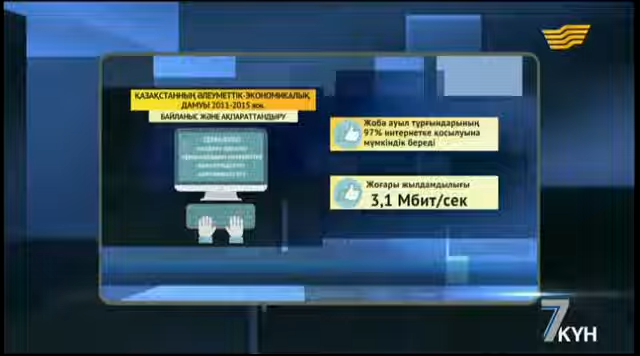 ҚАЗАҚСТАННЫҢ ӘЛЕУМЕТТІК-ЭКОНОМИКАЛЫҚ
ДАМУЫ 2011-2015 жж.
БАЙЛАНЫС ЖӘНЕ АҚПАРАТТАНДЫРУ
Жоба ауыл тұрғындарының
97% интернетке қосылуына
мүмкіндік береді
Жоғары жылдамдылығы
3,1 Мбит/сек
7 КҮН